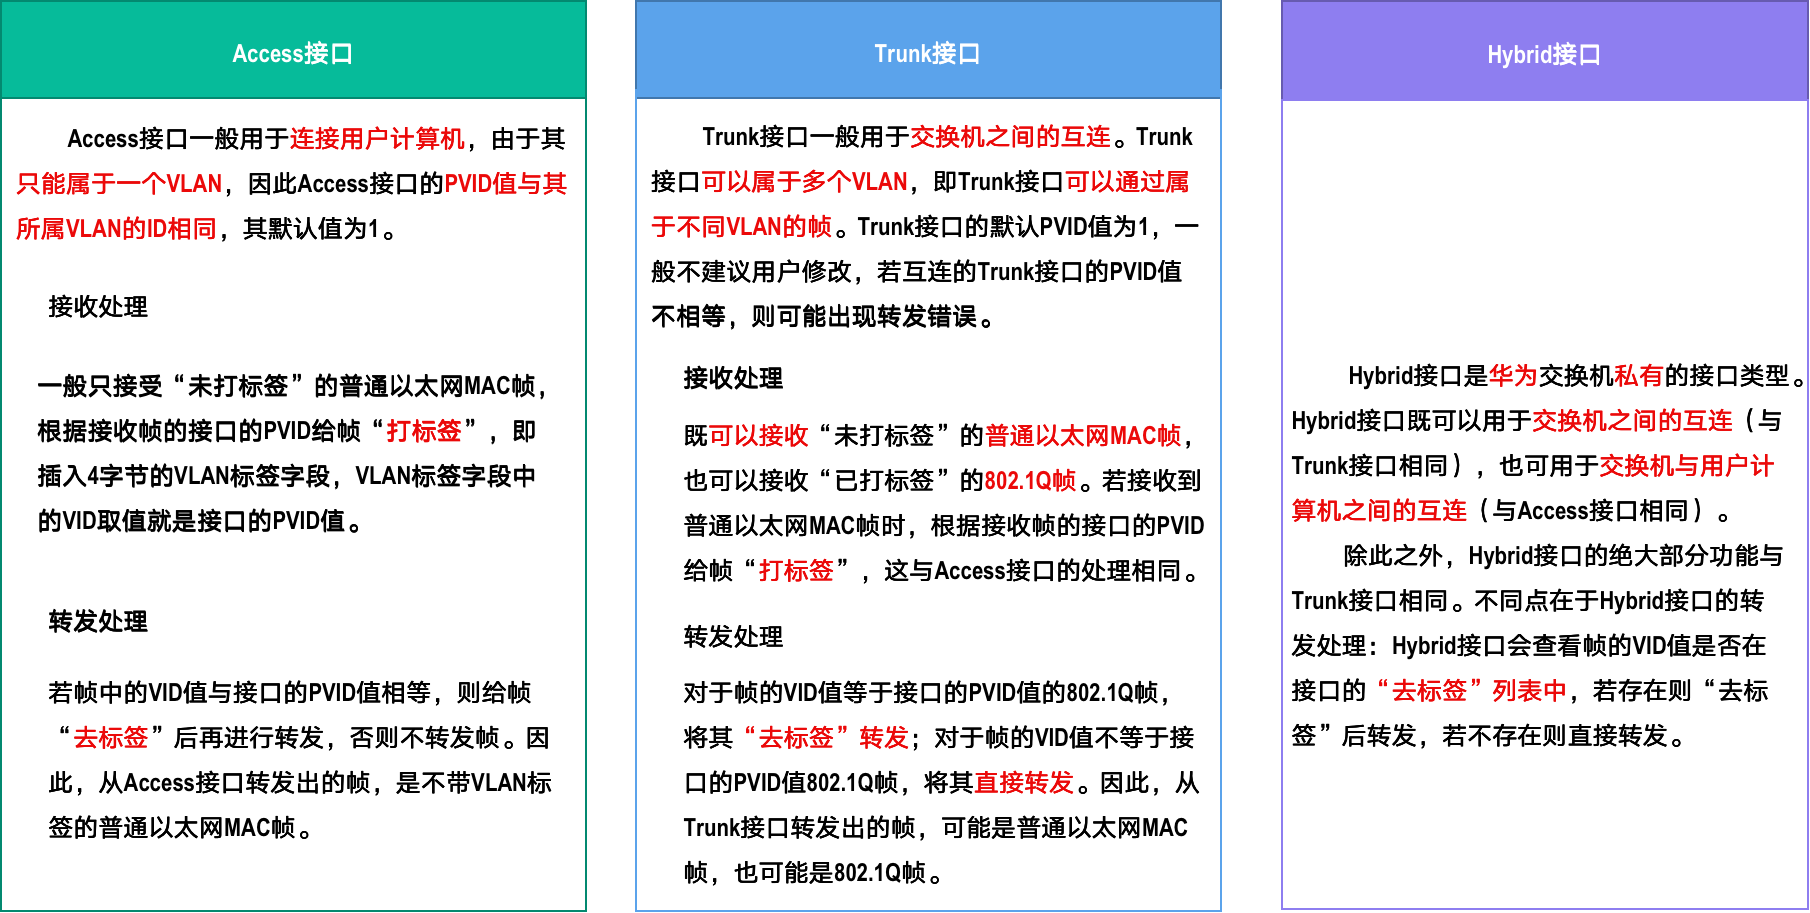 Access接口
Access接口一般用于连接用户计算机，由于其
只能属于一个VLAN，因此Access接口的PVID值与其
所属VLAN的ID相同，其默认值为1。
接收处理
一般只接受“未打标签”的普通以太网MAC帧，
根据接收帧的接口的PVID给帧“打标签”，即
插入4字节的VLAN标签字段，VLAN标签字段中
的VID取值就是接口的PVID值。
转发处理
若帧中的VID值与接口的PVID值相等，则给帧
“去标签”后再进行转发，否则不转发帧。因
此，从Access接口转发出的帧，是不带VLAN标
签的普通以太网MAC帧。
Trunk接口
Trunk接口一般用于交换机之间的互连。Trunk
接口可以属于多个VLAN，即Trunk接口可以通过属
于不同VLAN的帧。Trunk接口的默认PVID值为1，一
般不建议用户修改，若互连的Trunk接口的PVID值
不相等，则可能出现转发错误。
接收处理
既可以接收“未打标签”的普通以太网MAC帧，
也可以接收“已打标签”的802.1Q帧。若接收到
普通以太网MAC帧时，根据接收帧的接口的PVID
给帧“打标签”，这与Access接口的处理相同。
转发处理
对于帧的VID值等于接口的PVID值的802.1Q帧，
将其“去标签”转发；对于帧的VID值不等于接
口的PVID值802.1Q帧，将其直接转发。因此，从
Trunk接口转发出的帧，可能是普通以太网MAC
帧，也可能是802.1Q帧。
Hybrid接口
Hybrid接口是华为交换机私有的接口类型。
Hybrid接口既可以用于交换机之间的互连（与
Trunk接口相同），也可用于交换机与用户计
算机之间的互连（与Access接口相同）。
除此之外，Hybrid接口的绝大部分功能与
Trunk接口相同。不同点在于Hybrid接口的转
发处理：Hybrid接口会查看帧的VID值是否在
接口的“去标签”列表中，若存在则“去标
签”后转发，若不存在则直接转发。